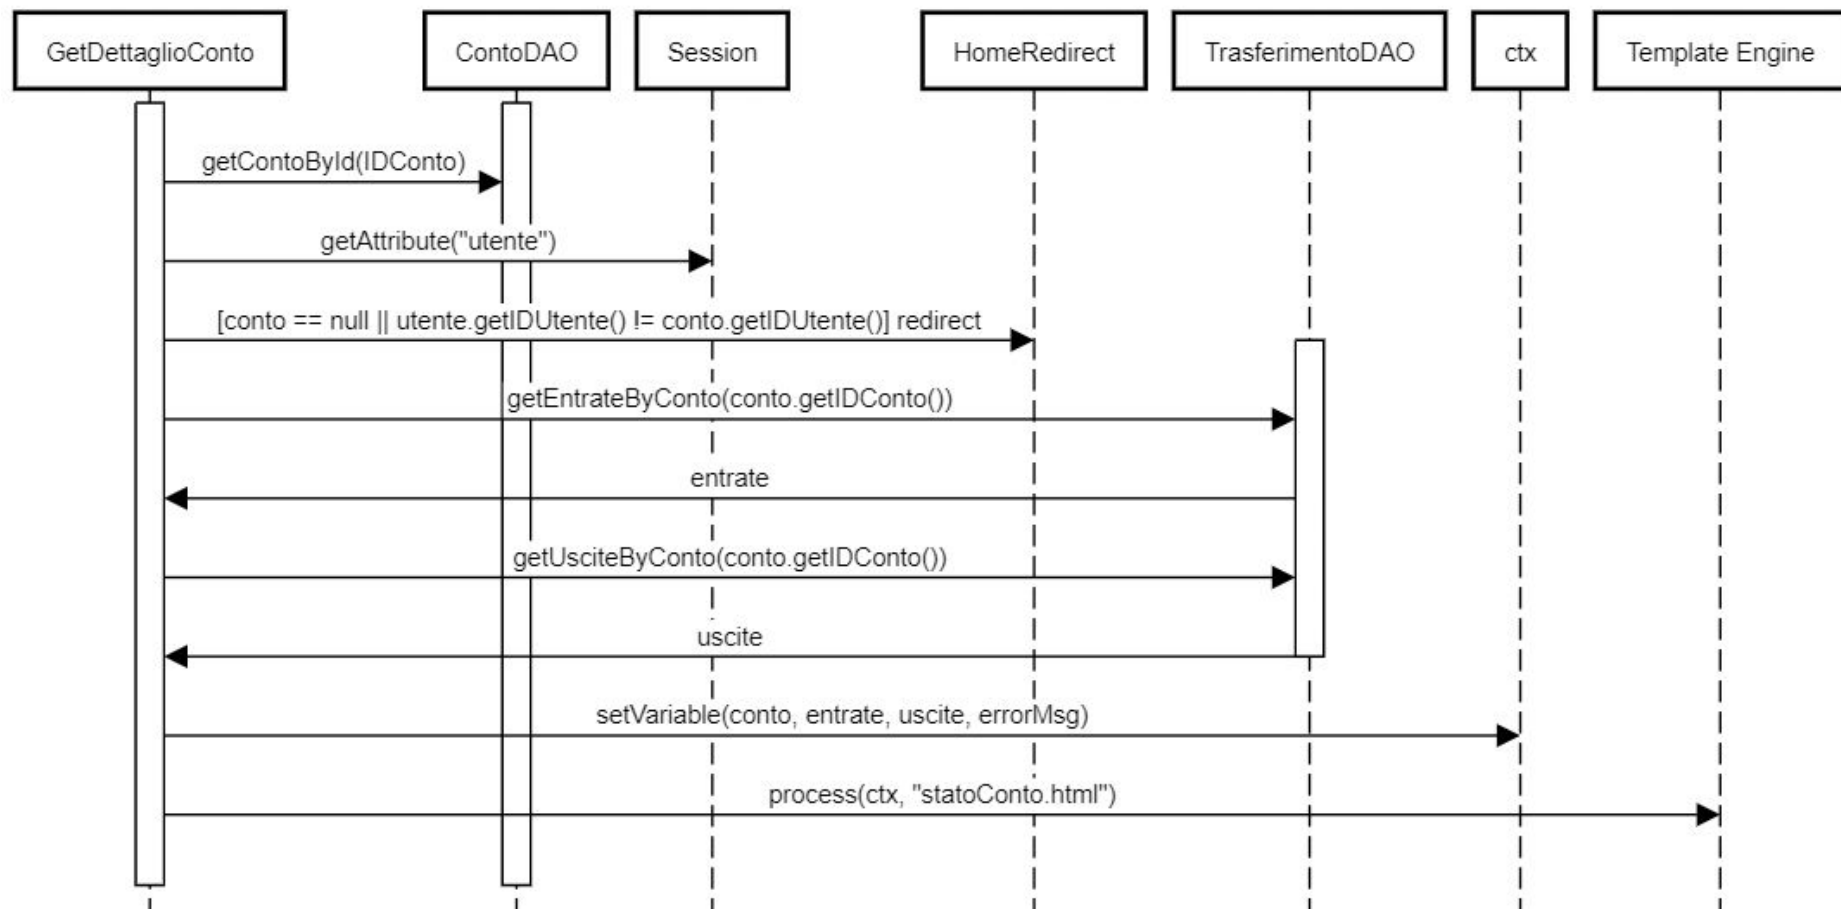 GetDettaglioConto
ContoDAO
Session
HomeRedirect
TrasferimentoDAO
ctx
Template Engine
getContoById(IDConto)
getAttribute("utente")
[conto == null || utente.getIDUtente() != conto.getIDUtente()] redirect
getEntrateByConto(conto.getIDConto())
entrate
getUsciteByConto(conto.getIDConto())
uscite
setVariable(conto, entrate, uscite, errorMsg)
process(ctx, "statoConto.html")